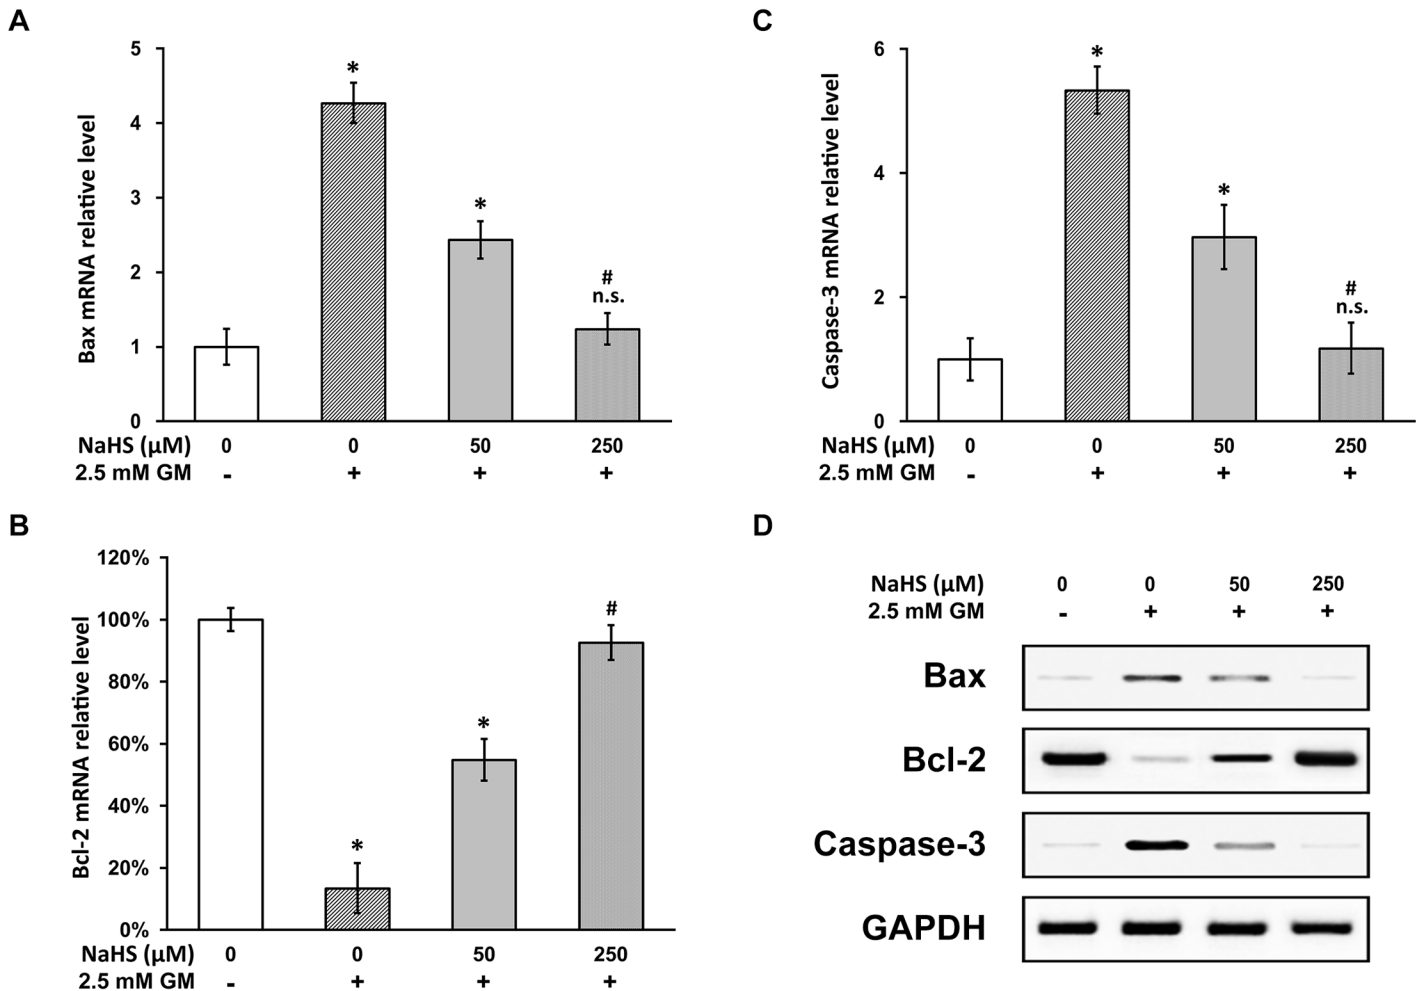 A
Bax mRNA relative level
5
4
3
2
1
0
*
*
#
n.s.
NaHS (µM) 0 0 50 250
2.5 mM GM - + + +
C
Caspase-3 mRNA relative level
6
4
2
0
*
*
#
n.s.
NaHS (µM) 0 0 50 250
2.5 mM GM - + + +
B
Bcl-2 mRNA relative level
120%
100%
80%
60%
40%
20%
0%
*
*
#
NaHS (µM) 0 0 50 250
2.5 mM GM - + + +
D
NaHS (µM) 0 0 50 250
2.5 mM GM - + + +
Bax
Bcl-2
Caspase-3
GAPDH